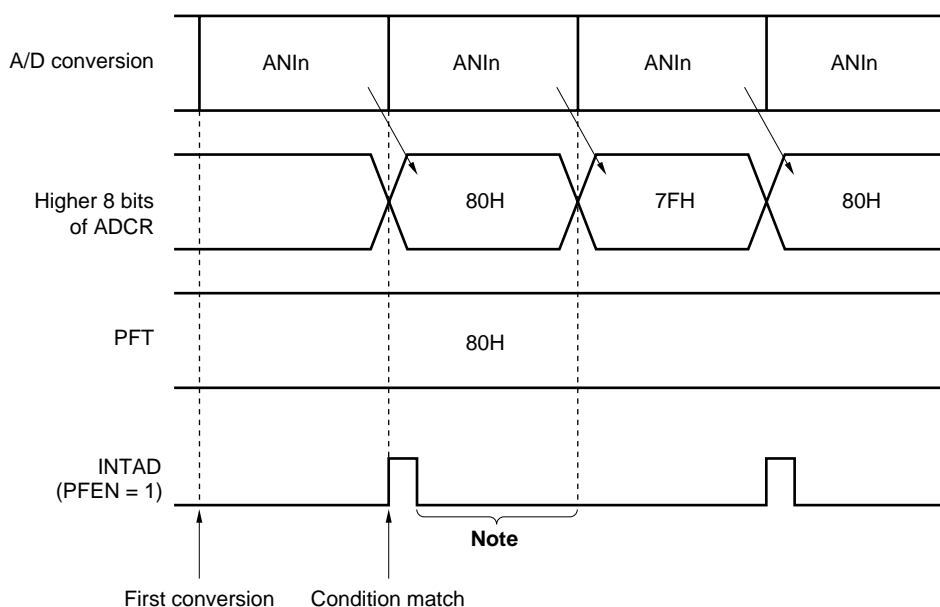 A/D conversion
ANIn
ANIn
ANIn
ANIn
Higher 8 bits
of ADCR
80H
7FH
80H
PFT
80H
INTAD
(PFEN = 1)
Note
First conversion
Condition match